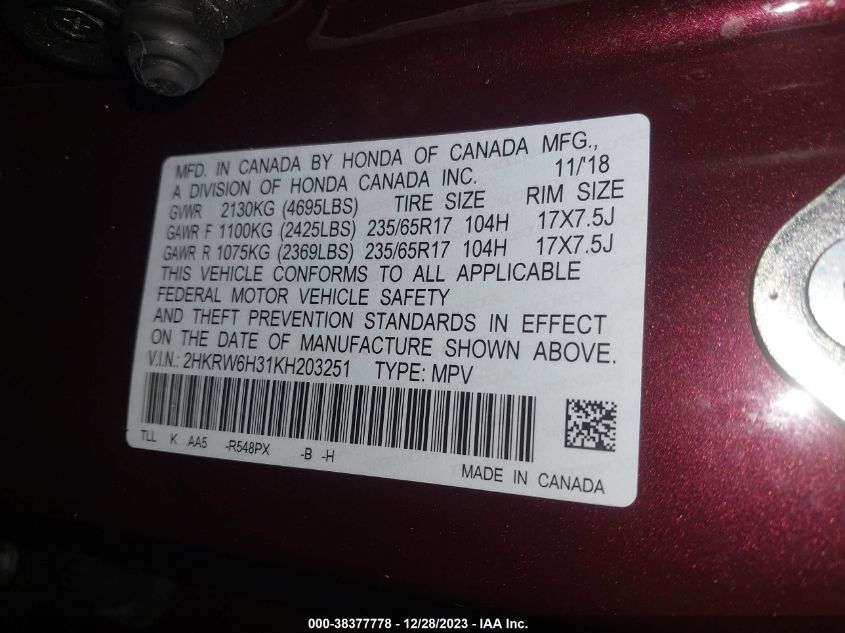 MFD. IN CANADA BY HONDA OF CANADA MFG.,
A DIVISION OF HONDA CANADA INC. 11/'18
GVWR 2130KG (4695LBS) TIRE SIZE RIM SIZE
GAWR F 1100KG (2425LBS) 235/65R17 104H 17X7.5J
GAWR R 1075KG (2369LBS) 235/65R17 104H 17X7.5J
THIS VEHICLE CONFORMS TO ALL APPLICABLE
FEDERAL MOTOR VEHICLE SAFETY
AND THEFT PREVENTION STANDARDS IN EFFECT
ON THE DATE OF MANUFACTURE SHOWN ABOVE.
V.I.N.: 2HKRW6H31KH203251 TYPE: MPV
TLL K AA5 -R548PX -B -H
MADE IN CANADA
000-38377778 - 12/28/2023 - IAA Inc.